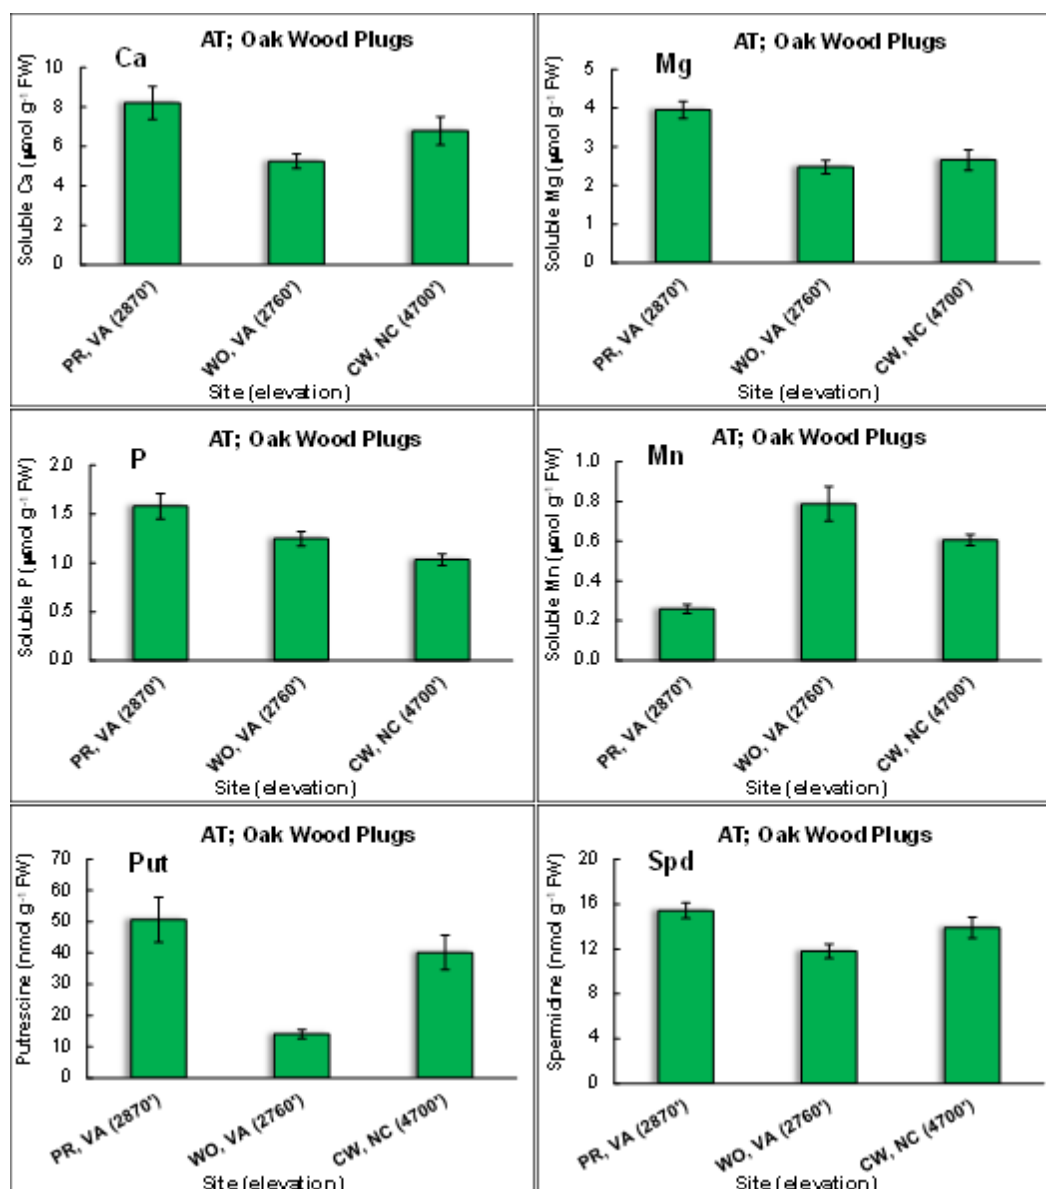 AT; Oak Wood Plugs
Ca
Soluble Ca (µmol g⁻¹ FW)
10
8
6
4
2
0
PR, VA (2870')
WO, VA (2760')
CW, NC (4700')
Site (elevation)
AT; Oak Wood Plugs
Mg
Soluble Mg (µmol g⁻¹ FW)
5
4
3
2
1
0
PR, VA (2870')
WO, VA (2760')
CW, NC (4700')
Site (elevation)
AT; Oak Wood Plugs
P
Soluble P (µmol g⁻¹ FW)
2.0
1.5
1.0
0.5
0.0
PR, VA (2870')
WO, VA (2760')
CW, NC (4700')
Site (elevation)
AT; Oak Wood Plugs
Mn
Soluble Mn (µmol g⁻¹ FW)
1.0
0.8
0.6
0.4
0.2
0.0
PR, VA (2870')
WO, VA (2760')
CW, NC (4700')
Site (elevation)
AT; Oak Wood Plugs
Put
Putrescine (nmol g⁻¹ FW)
70
60
50
40
30
20
10
0
PR, VA (2870')
WO, VA (2760')
CW, NC (4700')
Site (elevation)
AT; Oak Wood Plugs
Spd
Spermidine (nmol g⁻¹ FW)
20
16
12
8
4
0
PR, VA (2870')
WO, VA (2760')
CW, NC (4700')
Site (elevation)